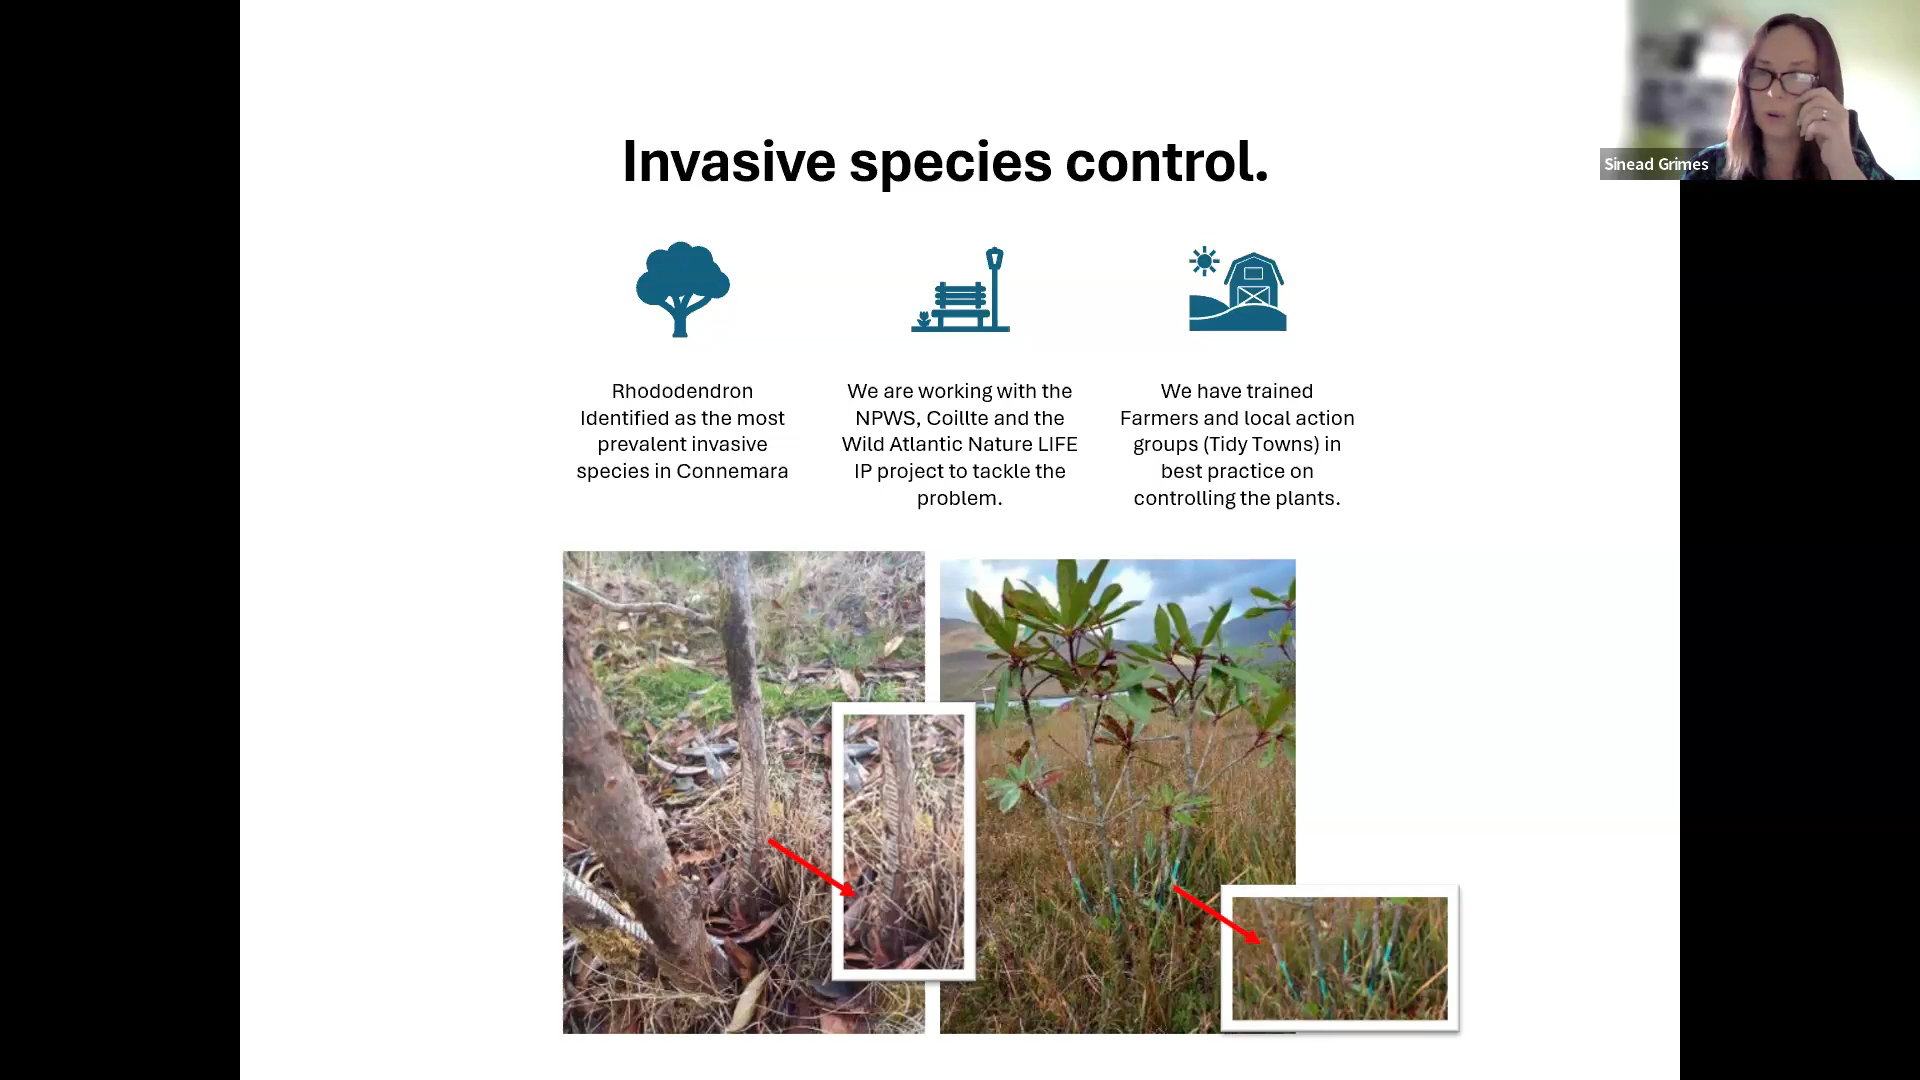 Invasive species control.
Sinead Grimes
Rhododendron
Identified as the most
prevalent invasive
species in Connemara
We are working with the
NPWS, Coillte and the
Wild Atlantic Nature LIFE
IP project to tackle the
problem.
We have trained
Farmers and local action
groups (Tidy Towns) in
best practice on
controlling the plants.